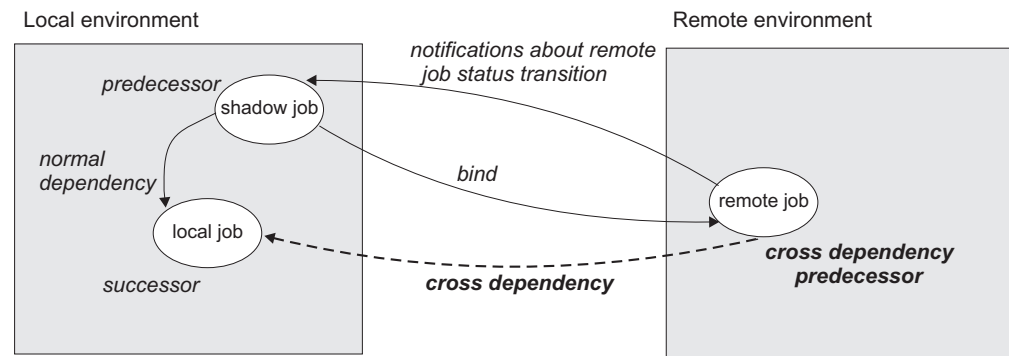 Local environment
Remote environment
notifications about remote
job status transition
predecessor
shadow job
normal
dependency
bind
remote job
local job
cross dependency
predecessor
successor
cross dependency